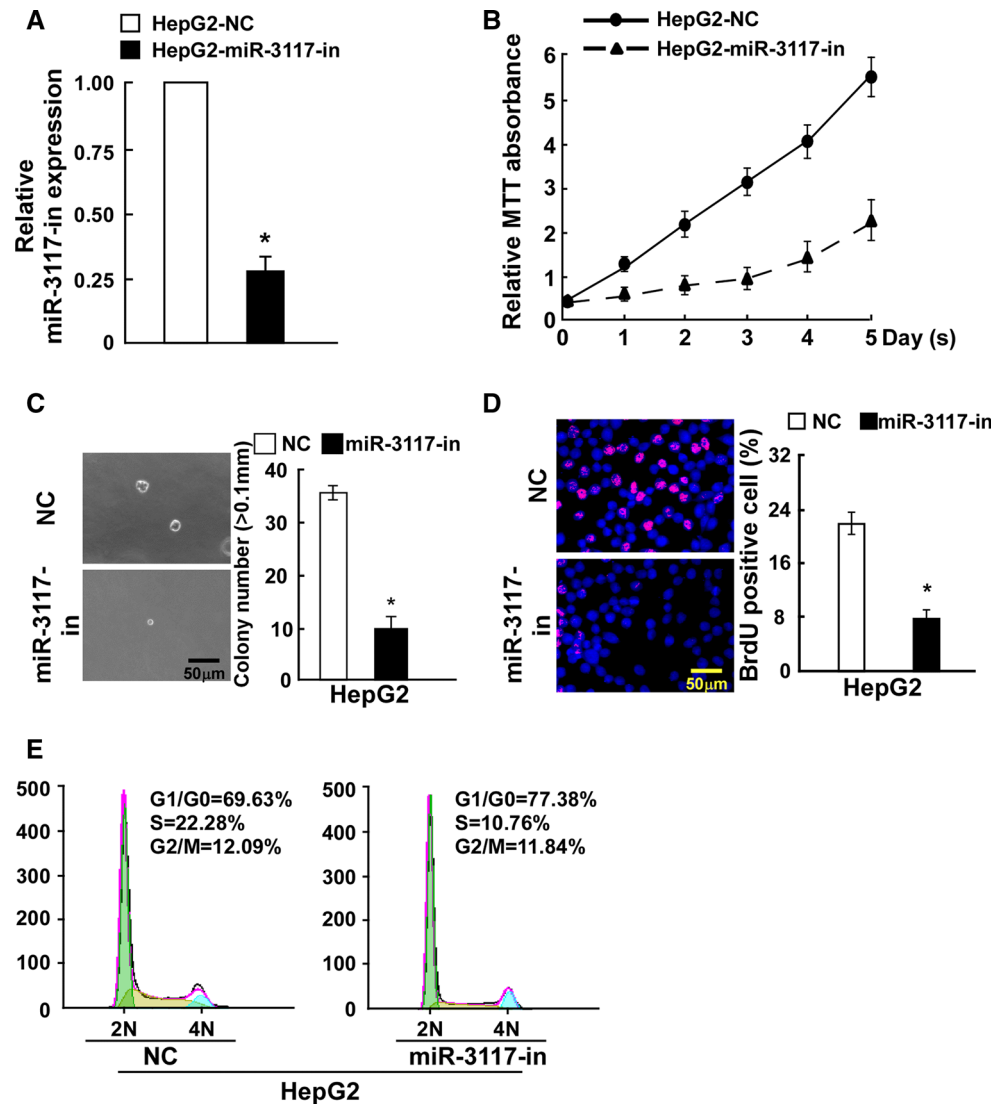 A
HepG2-NC
HepG2-miR-3117-in
Relative
miR-3117-in expression
1.00
0.75
0.50
0.25
0
*
B
HepG2-NC
HepG2-miR-3117-in
Relative MTT absorbance
6
5
4
3
2
1
0
0 1 2 3 4 5 Day (s)
C
NC
miR-3117-
in
50μm
NC miR-3117-in
Colony number (>0.1mm)
40
30
20
10
0
*
HepG2
D
NC
miR-3117-
in
50μm
NC miR-3117-in
BrdU positive cell (%)
32
24
16
8
0
*
HepG2
E
500
400
300
200
100
0
G1/G0=69.63%
S=22.28%
G2/M=12.09%
2N 4N
NC
500
400
300
200
100
0
G1/G0=77.38%
S=10.76%
G2/M=11.84%
2N 4N
miR-3117-in
HepG2